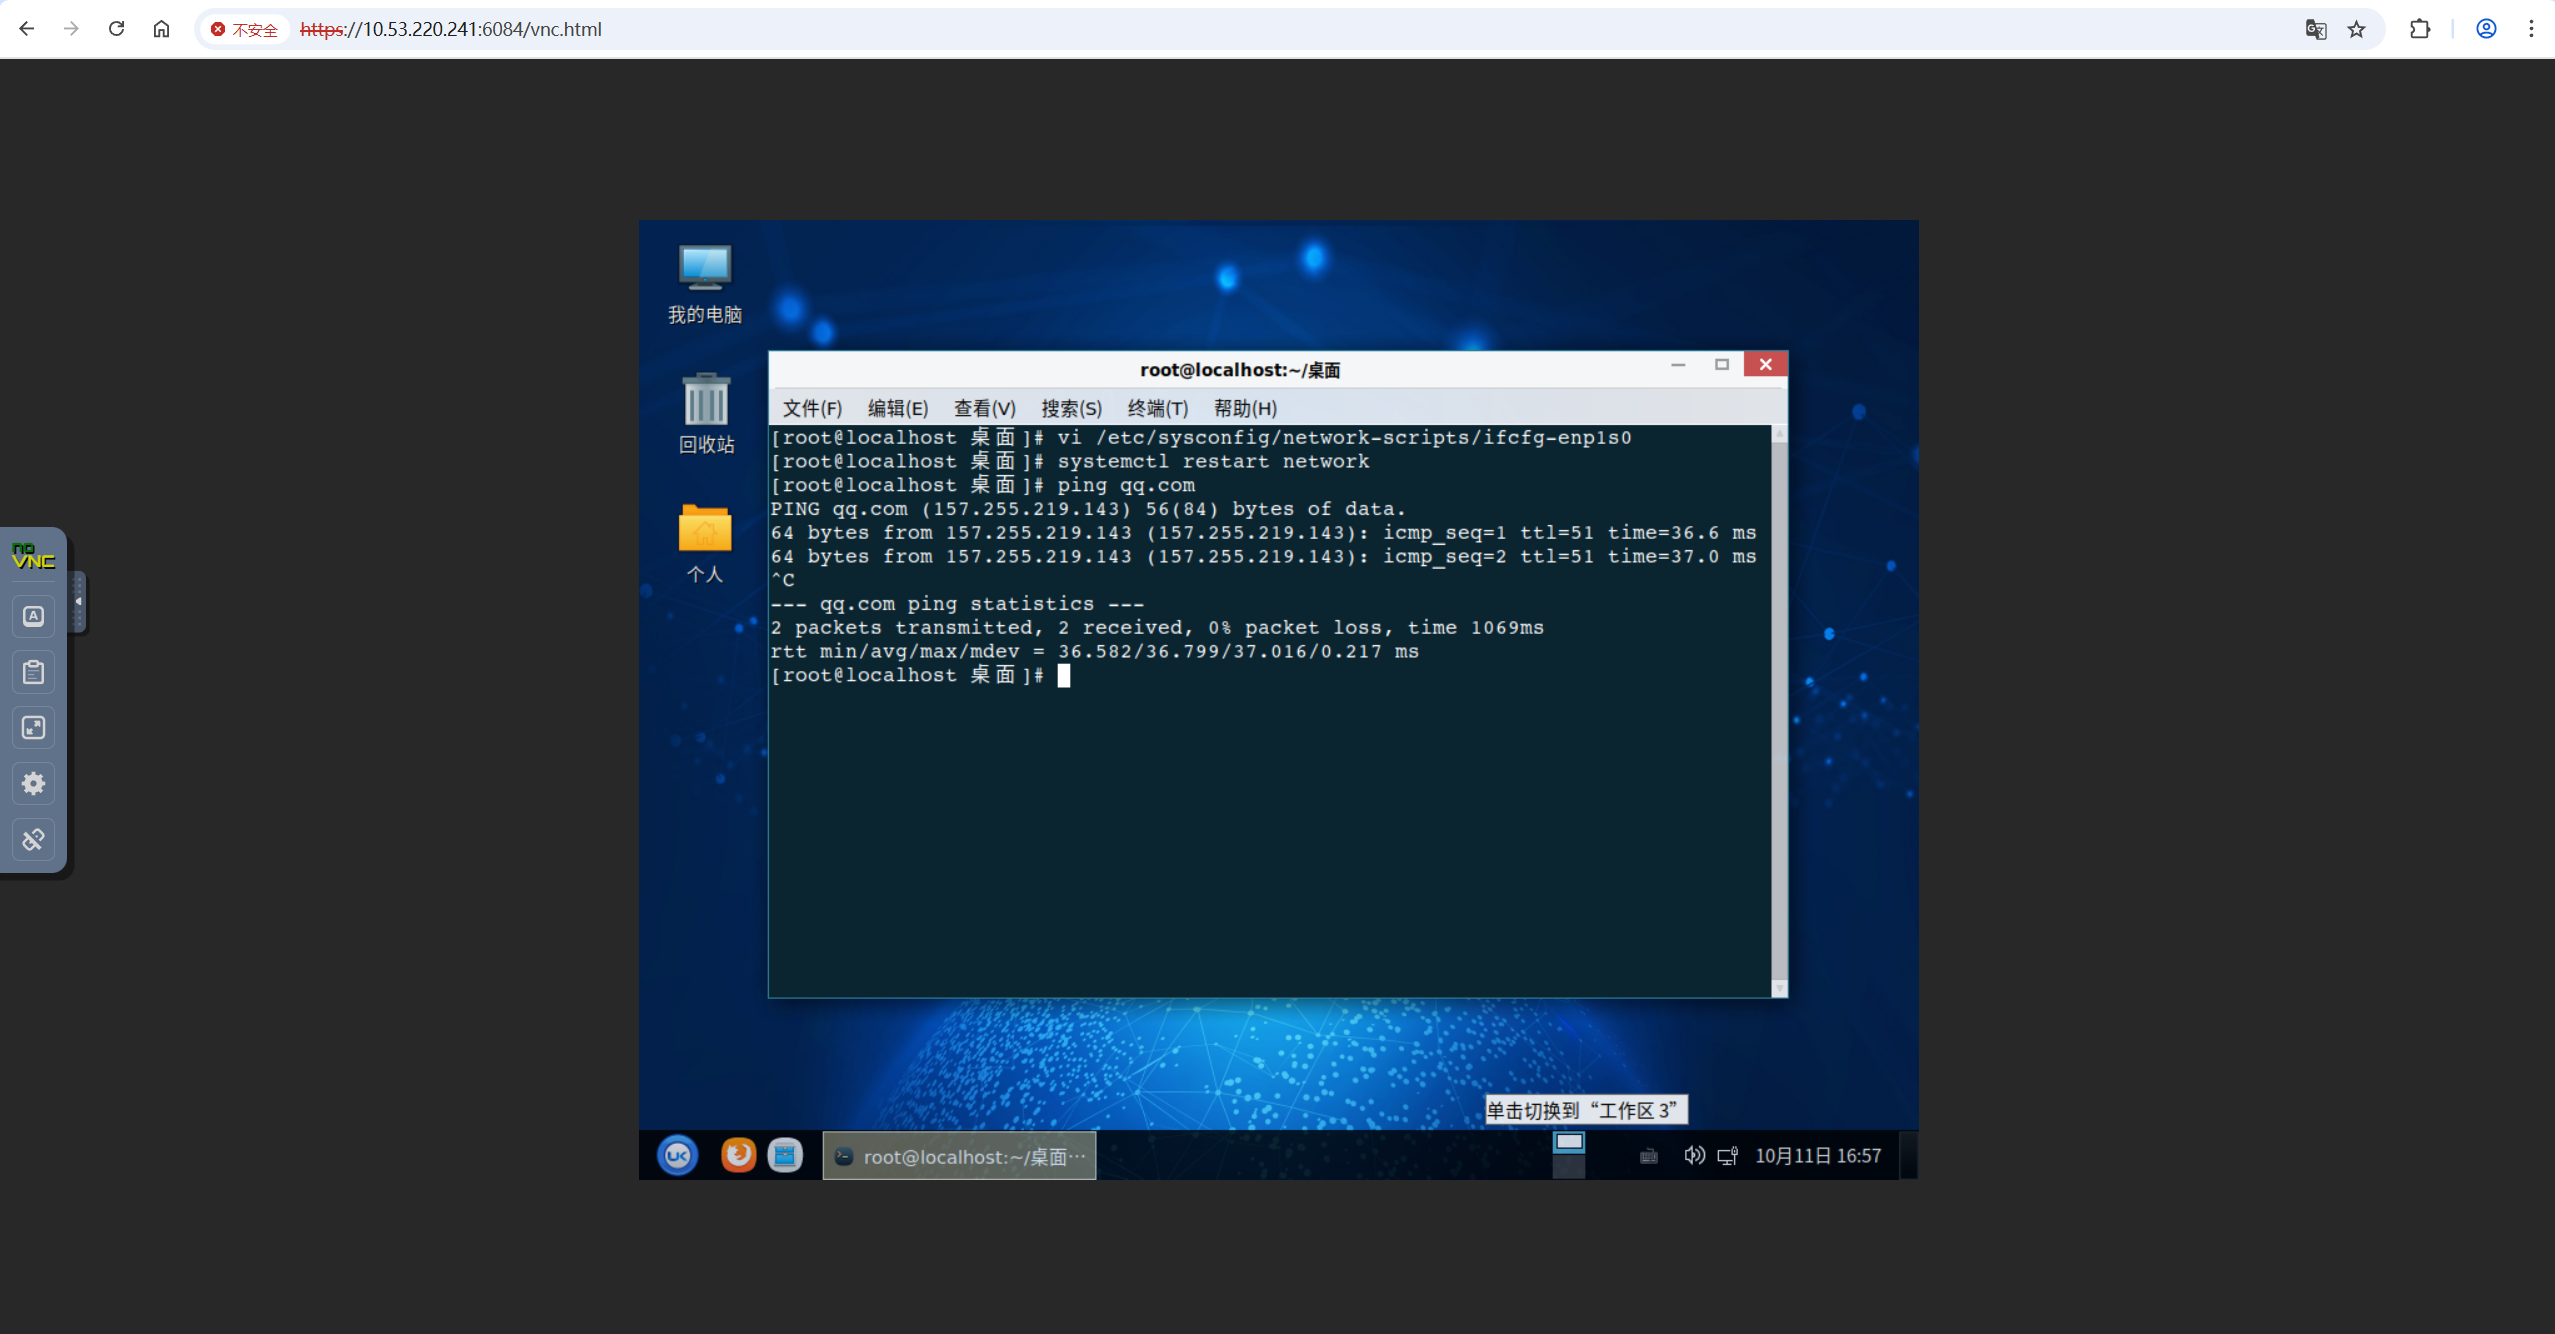 不安全 https://10.53.220.241:6084/vnc.html
我的电脑
回收站
个人
no
VNC
A
root@localhost:~/桌面
文件(F) 编辑(E) 查看(V) 搜索(S) 终端(T) 帮助(H)
[root@localhost 桌面]# vi /etc/sysconfig/network-scripts/ifcfg-enp1s0
[root@localhost 桌面]# systemctl restart network
[root@localhost 桌面]# ping qq.com
PING qq.com (157.255.219.143) 56(84) bytes of data.
64 bytes from 157.255.219.143 (157.255.219.143): icmp_seq=1 ttl=51 time=36.6 ms
64 bytes from 157.255.219.143 (157.255.219.143): icmp_seq=2 ttl=51 time=37.0 ms
^C
--- qq.com ping statistics ---
2 packets transmitted, 2 received, 0% packet loss, time 1069ms
rtt min/avg/max/mdev = 36.582/36.799/37.016/0.217 ms
[root@localhost 桌面]#
单击切换到“工作区 3”
UK
root@localhost:~/桌面…
10月11日 16:57